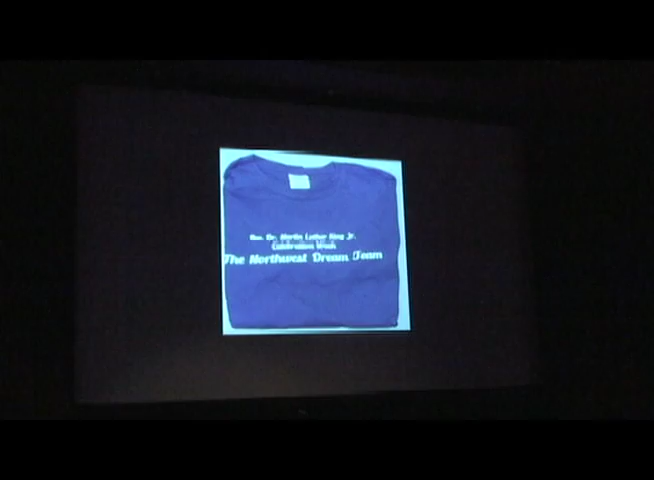 Rev. Dr. Martin Luther King Jr.
Celebration Week
The Northwest Dream Team